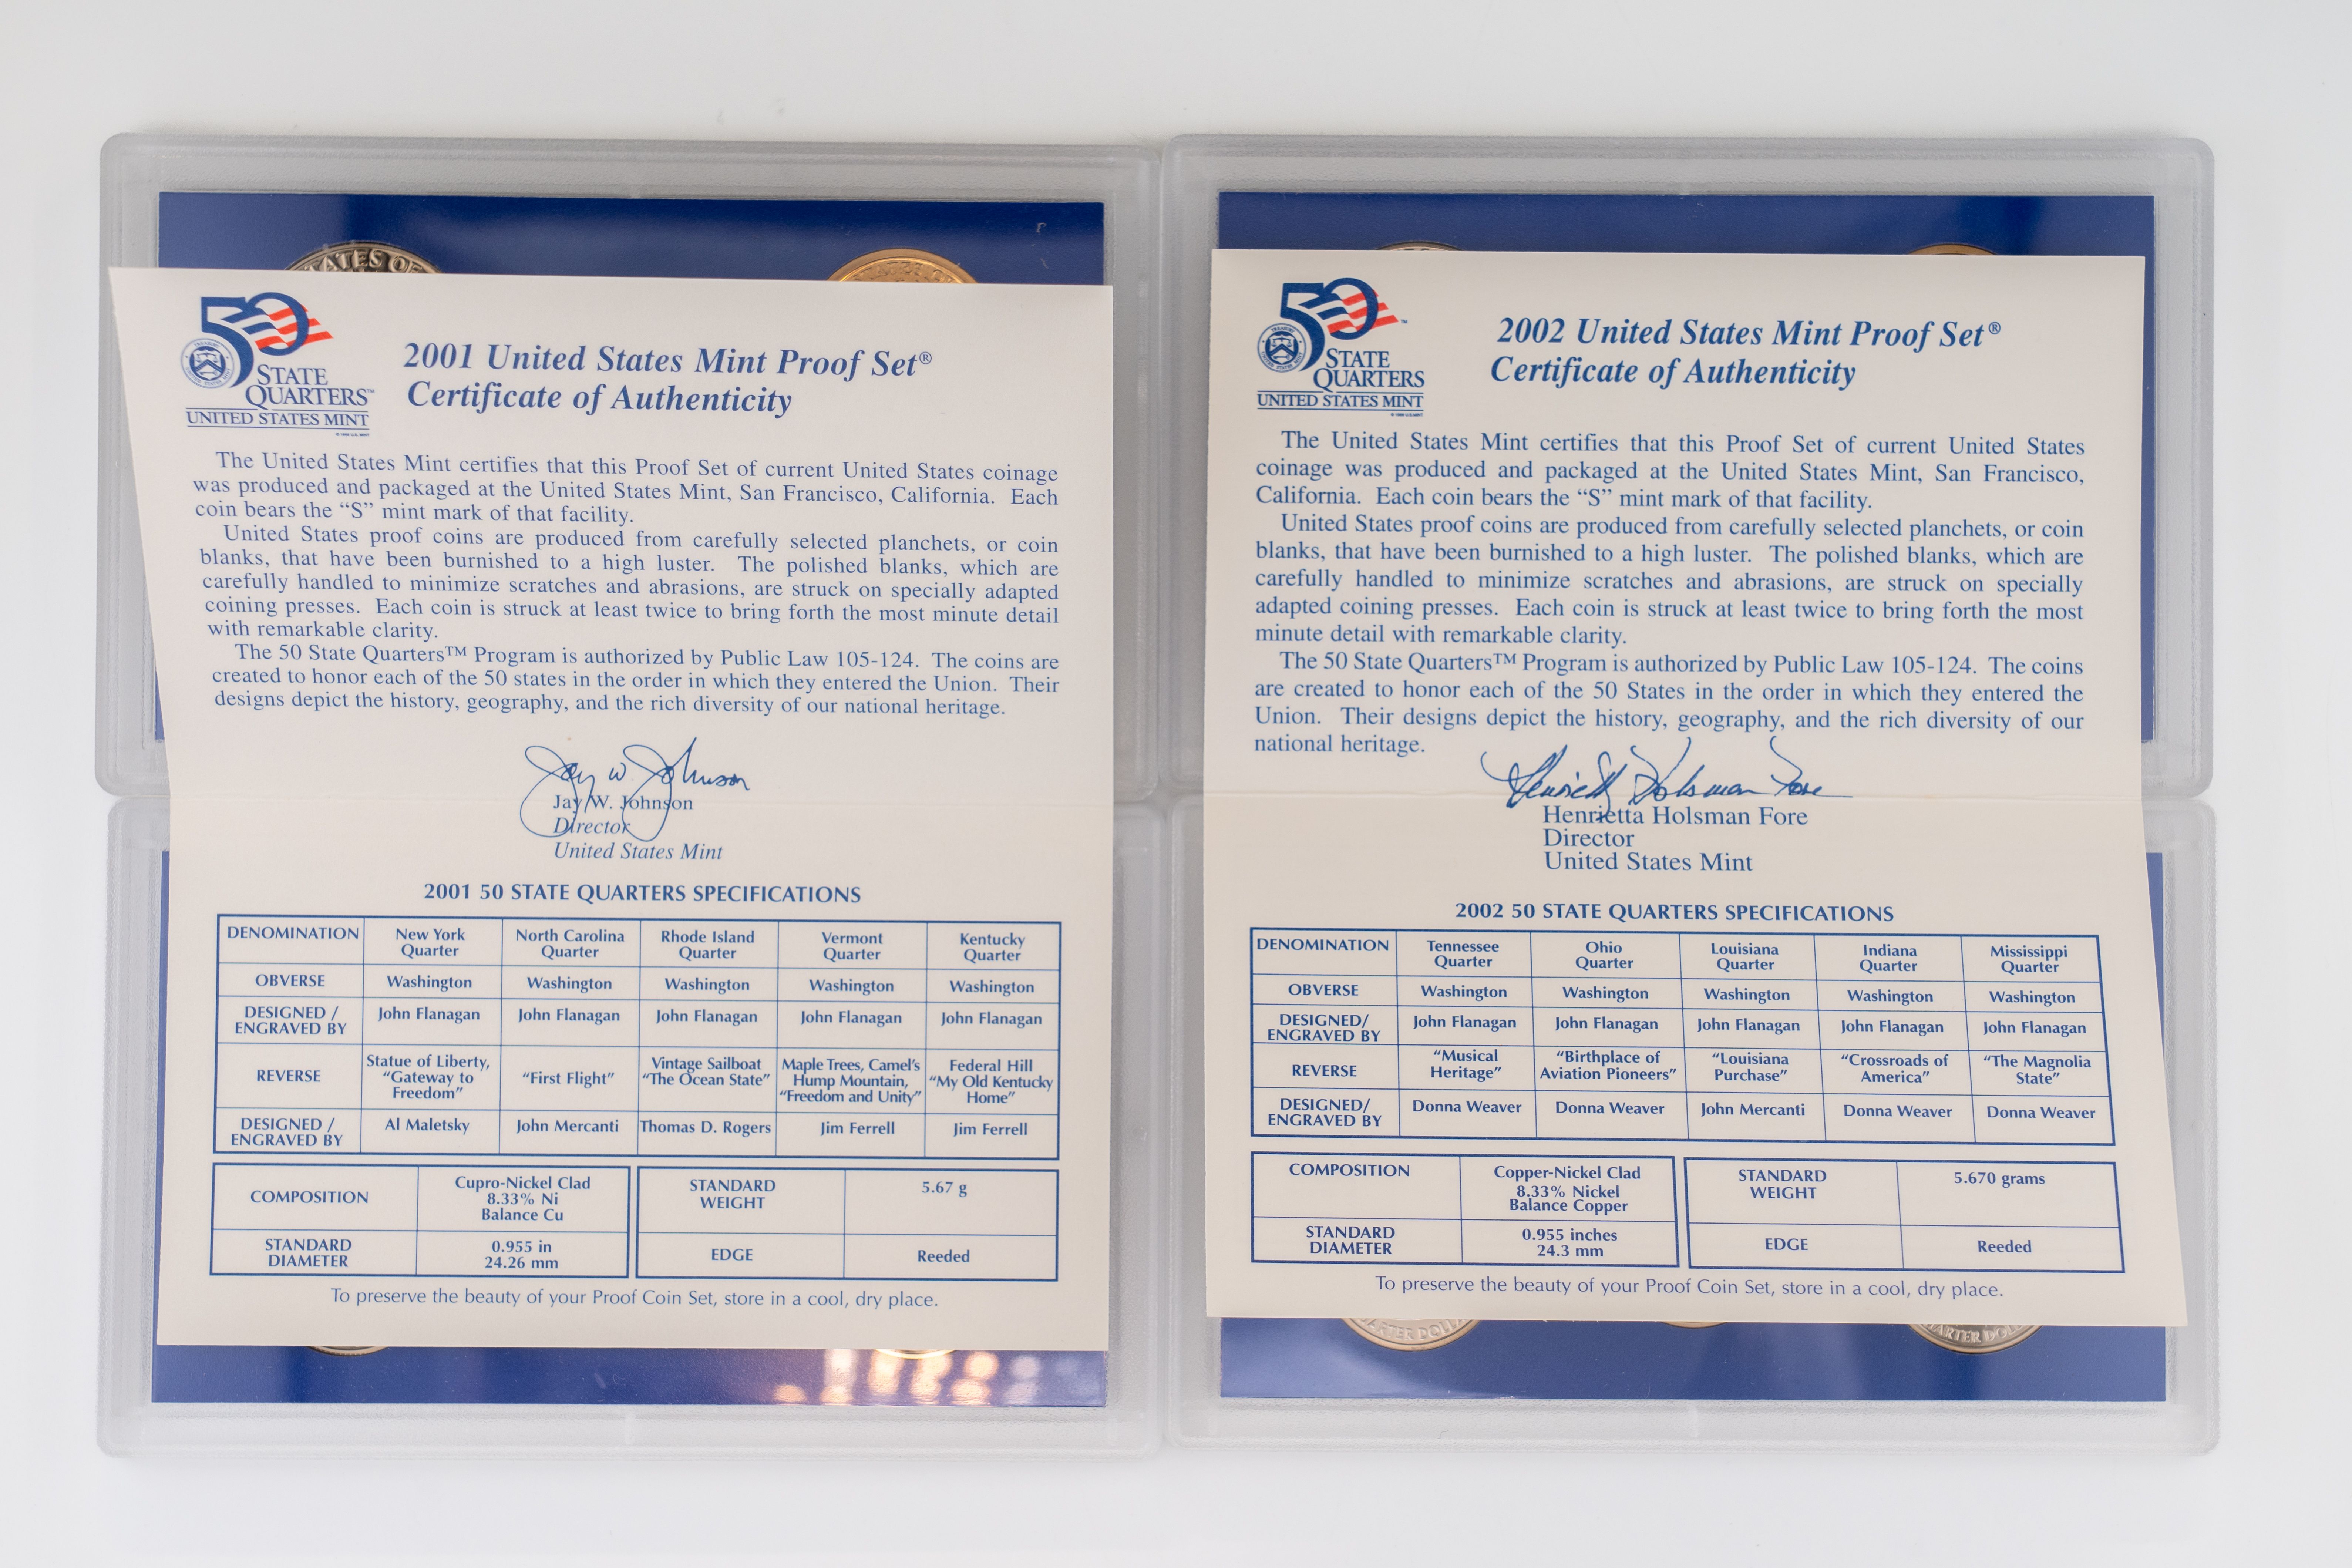 TATES OF
50
STATE
QUARTERS™
UNITED STATES MINT
2001 United States Mint Proof Set®
Certificate of Authenticity
The United States Mint certifies that this Proof Set of current United States coinage
was produced and packaged at the United States Mint, San Francisco, California. Each
coin bears the “S” mint mark of that facility.
United States proof coins are produced from carefully selected planchets, or coin
blanks, that have been burnished to a high luster. The polished blanks, which are
carefully handled to minimize scratches and abrasions, are struck on specially adapted
coining presses. Each coin is struck at least twice to bring forth the most minute detail
with remarkable clarity.
The 50 State Quarters™ Program is authorized by Public Law 105-124. The coins are
created to honor each of the 50 states in the order in which they entered the Union. Their
designs depict the history, geography, and the rich diversity of our national heritage.
Jay W Johnson
Jay W. Johnson
Director
United States Mint
2001 50 STATE QUARTERS SPECIFICATIONS
DENOMINATION New York Quarter North Carolina Quarter Rhode Island Quarter Vermont Quarter Kentucky Quarter
OBVERSE Washington Washington Washington Washington Washington
DESIGNED / ENGRAVED BY John Flanagan John Flanagan John Flanagan John Flanagan John Flanagan
REVERSE Statue of Liberty, “Gateway to Freedom” “First Flight” Vintage Sailboat “The Ocean State” Maple Trees, Camel’s Hump Mountain, “Freedom and Unity” Federal Hill “My Old Kentucky Home”
DESIGNED / ENGRAVED BY Al Maletsky John Mercanti Thomas D. Rogers Jim Ferrell Jim Ferrell
COMPOSITION Cupro-Nickel Clad 8.33% Ni Balance Cu STANDARD WEIGHT 5.67 g
STANDARD DIAMETER 0.955 in 24.26 mm EDGE Reeded
To preserve the beauty of your Proof Coin Set, store in a cool, dry place.
50™
STATE
QUARTERS
UNITED STATES MINT
2002 United States Mint Proof Set®
Certificate of Authenticity
The United States Mint certifies that this Proof Set of current United States
coinage was produced and packaged at the United States Mint, San Francisco,
California. Each coin bears the “S” mint mark of that facility.
United States proof coins are produced from carefully selected planchets, or coin
blanks, that have been burnished to a high luster. The polished blanks, which are
carefully handled to minimize scratches and abrasions, are struck on specially
adapted coining presses. Each coin is struck at least twice to bring forth the most
minute detail with remarkable clarity.
The 50 State Quarters™ Program is authorized by Public Law 105-124. The coins
are created to honor each of the 50 States in the order in which they entered the
Union. Their designs depict the history, geography, and the rich diversity of our
national heritage.
Henrietta Holsman Fore
Henrietta Holsman Fore
Director
United States Mint
2002 50 STATE QUARTERS SPECIFICATIONS
DENOMINATION Tennessee Quarter Ohio Quarter Louisiana Quarter Indiana Quarter Mississippi Quarter
OBVERSE Washington Washington Washington Washington Washington
DESIGNED/ ENGRAVED BY John Flanagan John Flanagan John Flanagan John Flanagan John Flanagan
REVERSE “Musical Heritage” “Birthplace of Aviation Pioneers” “Louisiana Purchase” “Crossroads of America” “The Magnolia State”
DESIGNED/ ENGRAVED BY Donna Weaver Donna Weaver John Mercanti Donna Weaver Donna Weaver
COMPOSITION Copper-Nickel Clad 8.33% Nickel Balance Copper STANDARD WEIGHT 5.670 grams
STANDARD DIAMETER 0.955 inches 24.3 mm EDGE Reeded
To preserve the beauty of your Proof Coin Set, store in a cool, dry place.